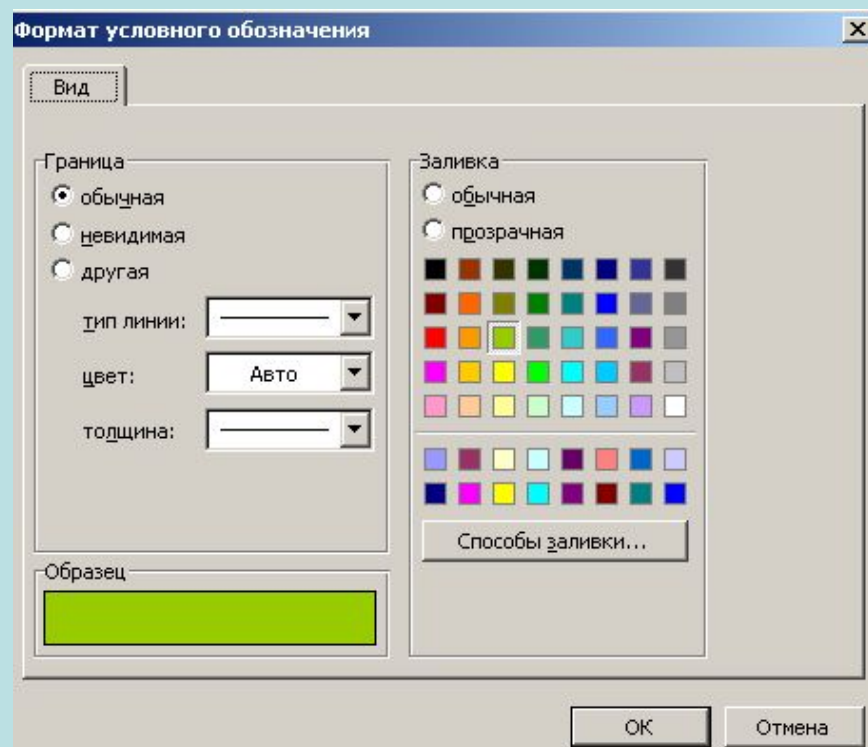 Формат условного обозначения
Вид
Граница
обычная
невидимая
другая
тип линии:
цвет:
Авто
толщина:
Образец
Заливка
обычная
прозрачная
Способы заливки...
ОК
Отмена